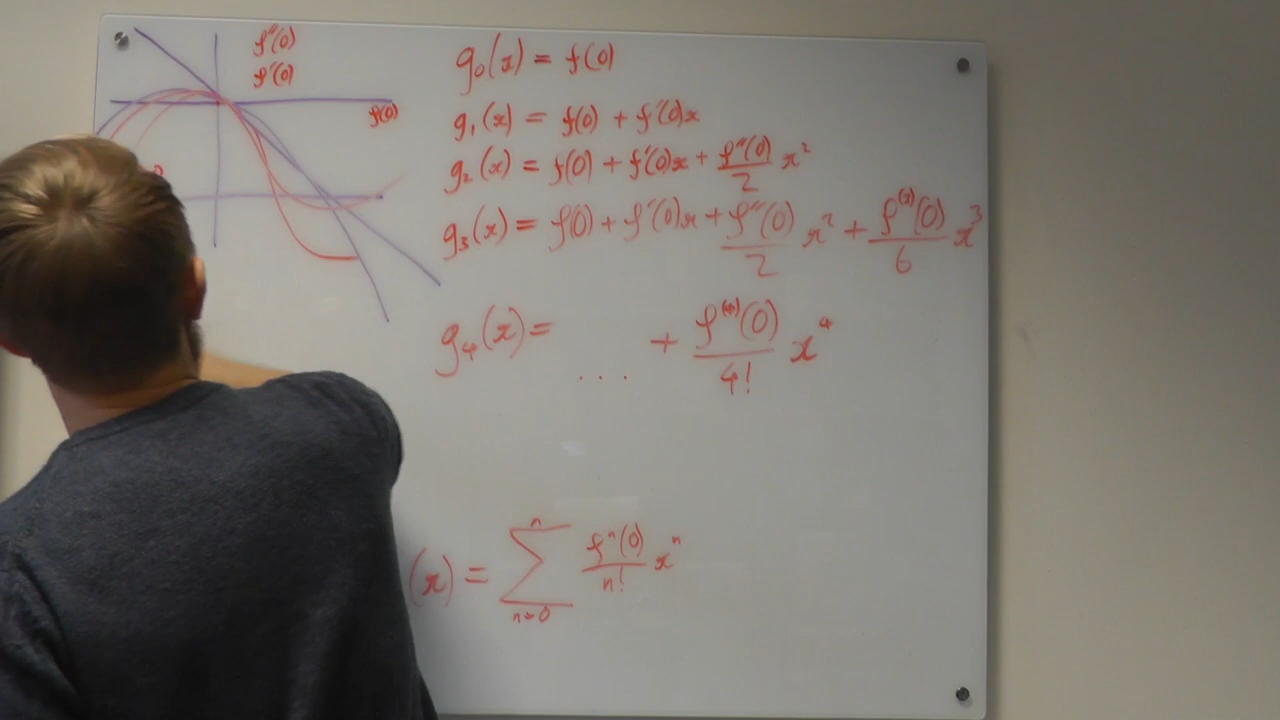 f''(0)
f'(0)
f(0)
g₀(x) = f(0)
g₁(x) = f(0) + f'(0)x
g₂(x) = f(0) + f'(0)x + f''(0)/2 x²
g₃(x) = f(0) + f'(0)x + f''(0)/2 x² + f⁽³⁾(0)/6 x³
g₄(x) = ... + f⁽⁴⁾(0)/4! x⁴
(x) = ∑ⁿₙ₌₀ fⁿ(0)/n! xⁿ